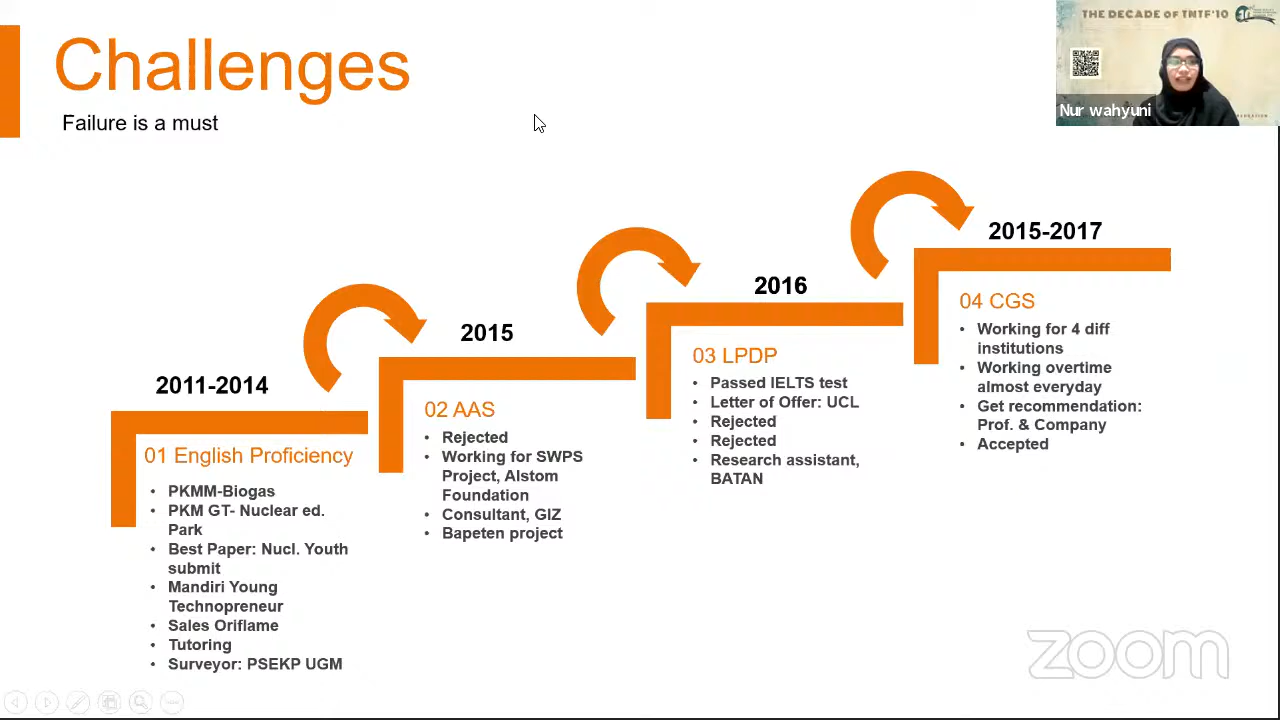 Challenges
Failure is a must
THE DECADE OF TNTF'10
Nur wahyuni
2011-2014
01 English Proficiency
• PKMM-Biogas
• PKM GT- Nuclear ed.
Park
• Best Paper: Nucl. Youth
submit
• Mandiri Young
Technopreneur
• Sales Oriflame
• Tutoring
• Surveyor: PSEKP UGM
2015
02 AAS
• Rejected
• Working for SWPS
Project, Alstom
Foundation
• Consultant, GIZ
• Bapeten project
2016
03 LPDP
• Passed IELTS test
• Letter of Offer: UCL
• Rejected
• Rejected
• Research assistant,
BATAN
2015-2017
04 CGS
• Working for 4 diff
institutions
• Working overtime
almost everyday
• Get recommendation:
Prof. & Company
• Accepted
zoom